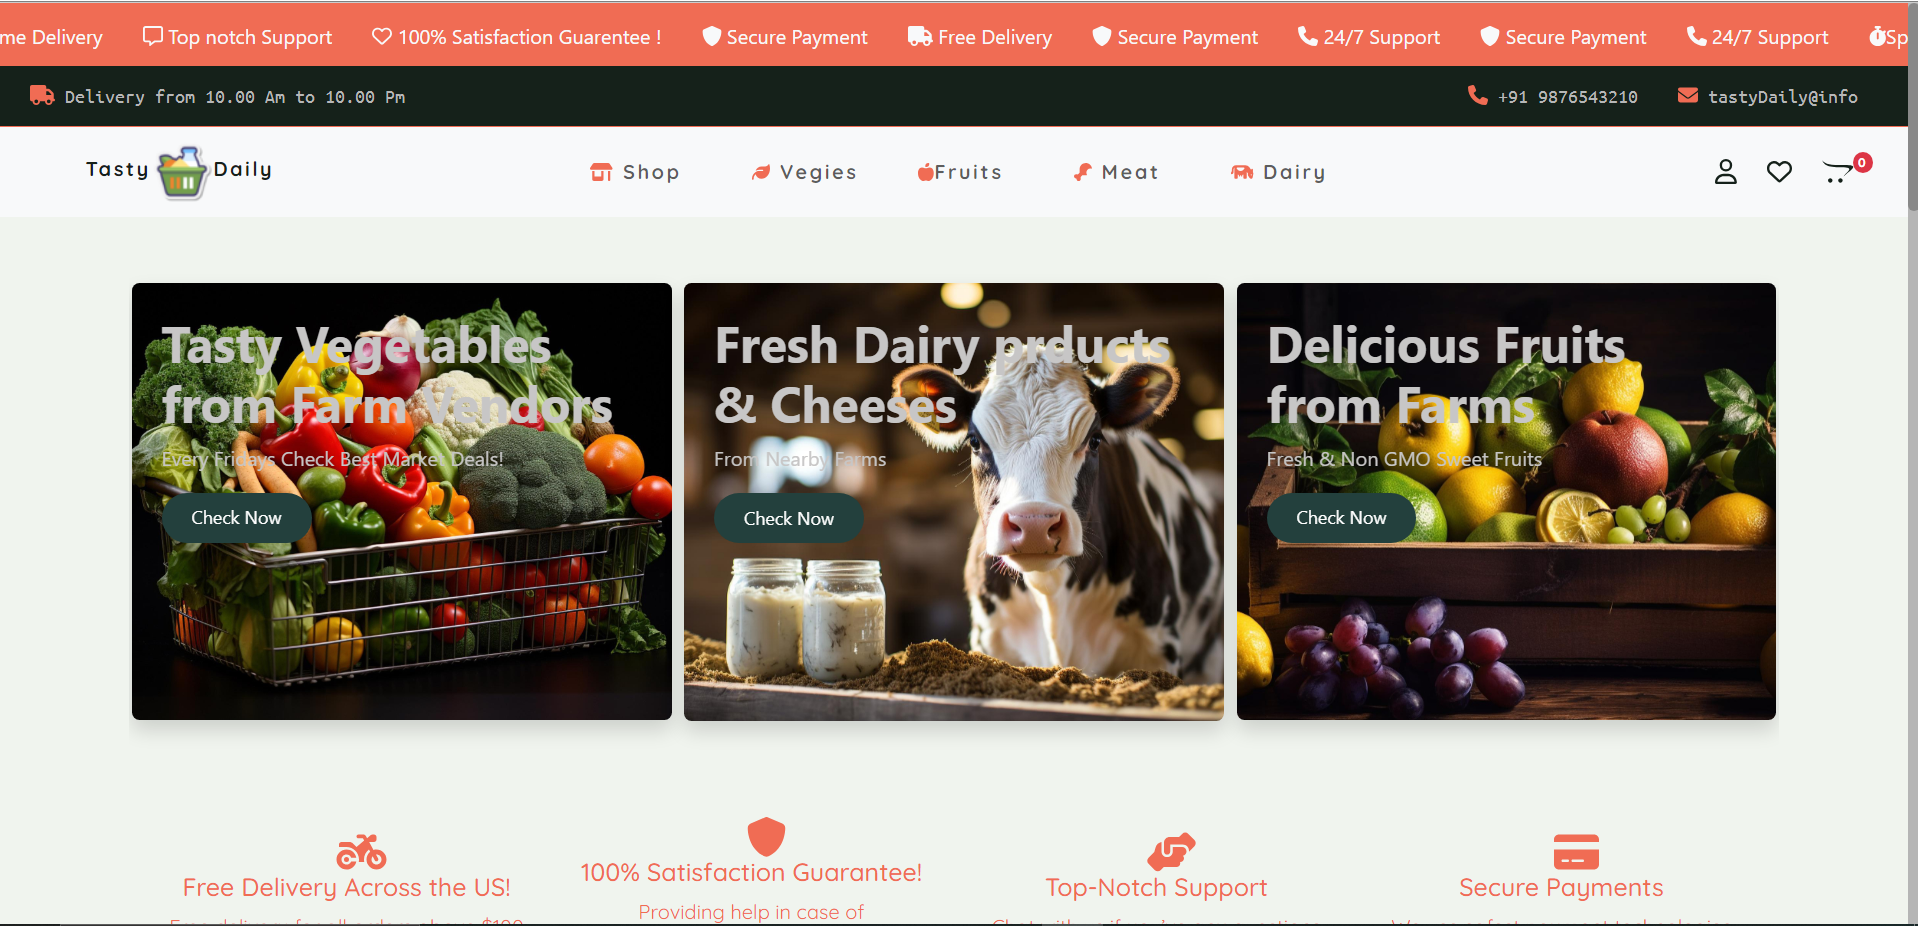 me Delivery Top notch Support 100% Satisfaction Guarentee ! Secure Payment Free Delivery Secure Payment 24/7 Support Secure Payment 24/7 Support Sp
Delivery from 10.00 Am to 10.00 Pm +91 9876543210 tastyDaily@info
Tasty Daily Shop Vegies Fruits Meat Dairy 0
Tasty Vegetables
from Farm Vendors
Every Fridays Check Best Market Deals!
Check Now
Fresh Dairy prducts
& Cheeses
From Nearby Farms
Check Now
Delicious Fruits
from Farms
Fresh & Non GMO Sweet Fruits
Check Now
Free Delivery Across the US!
100% Satisfaction Guarantee!
Providing help in case of
Top-Notch Support
Secure Payments